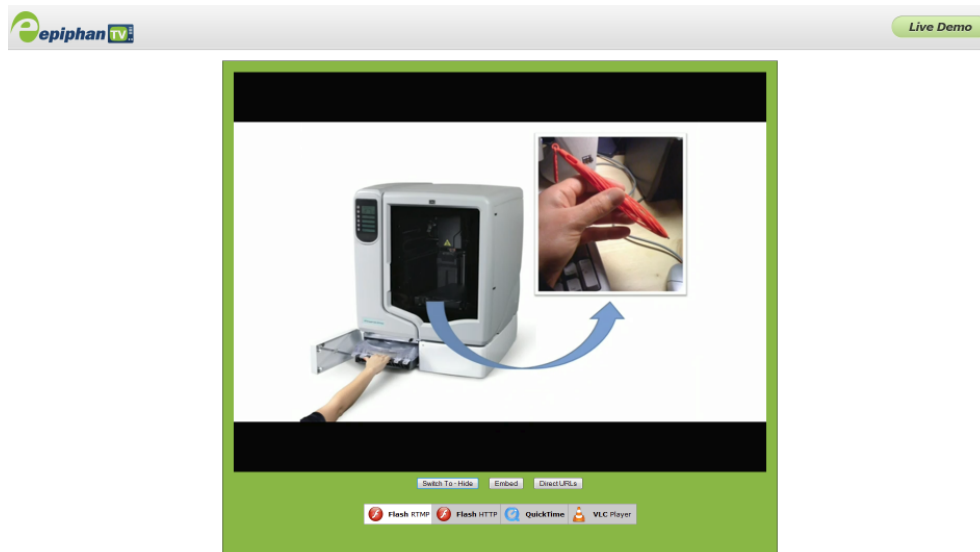 epiphan TV
Live Demo
Switch To - Hide
Embed
Direct URLs
Flash RTMP
Flash HTTP
QuickTime
VLC Player